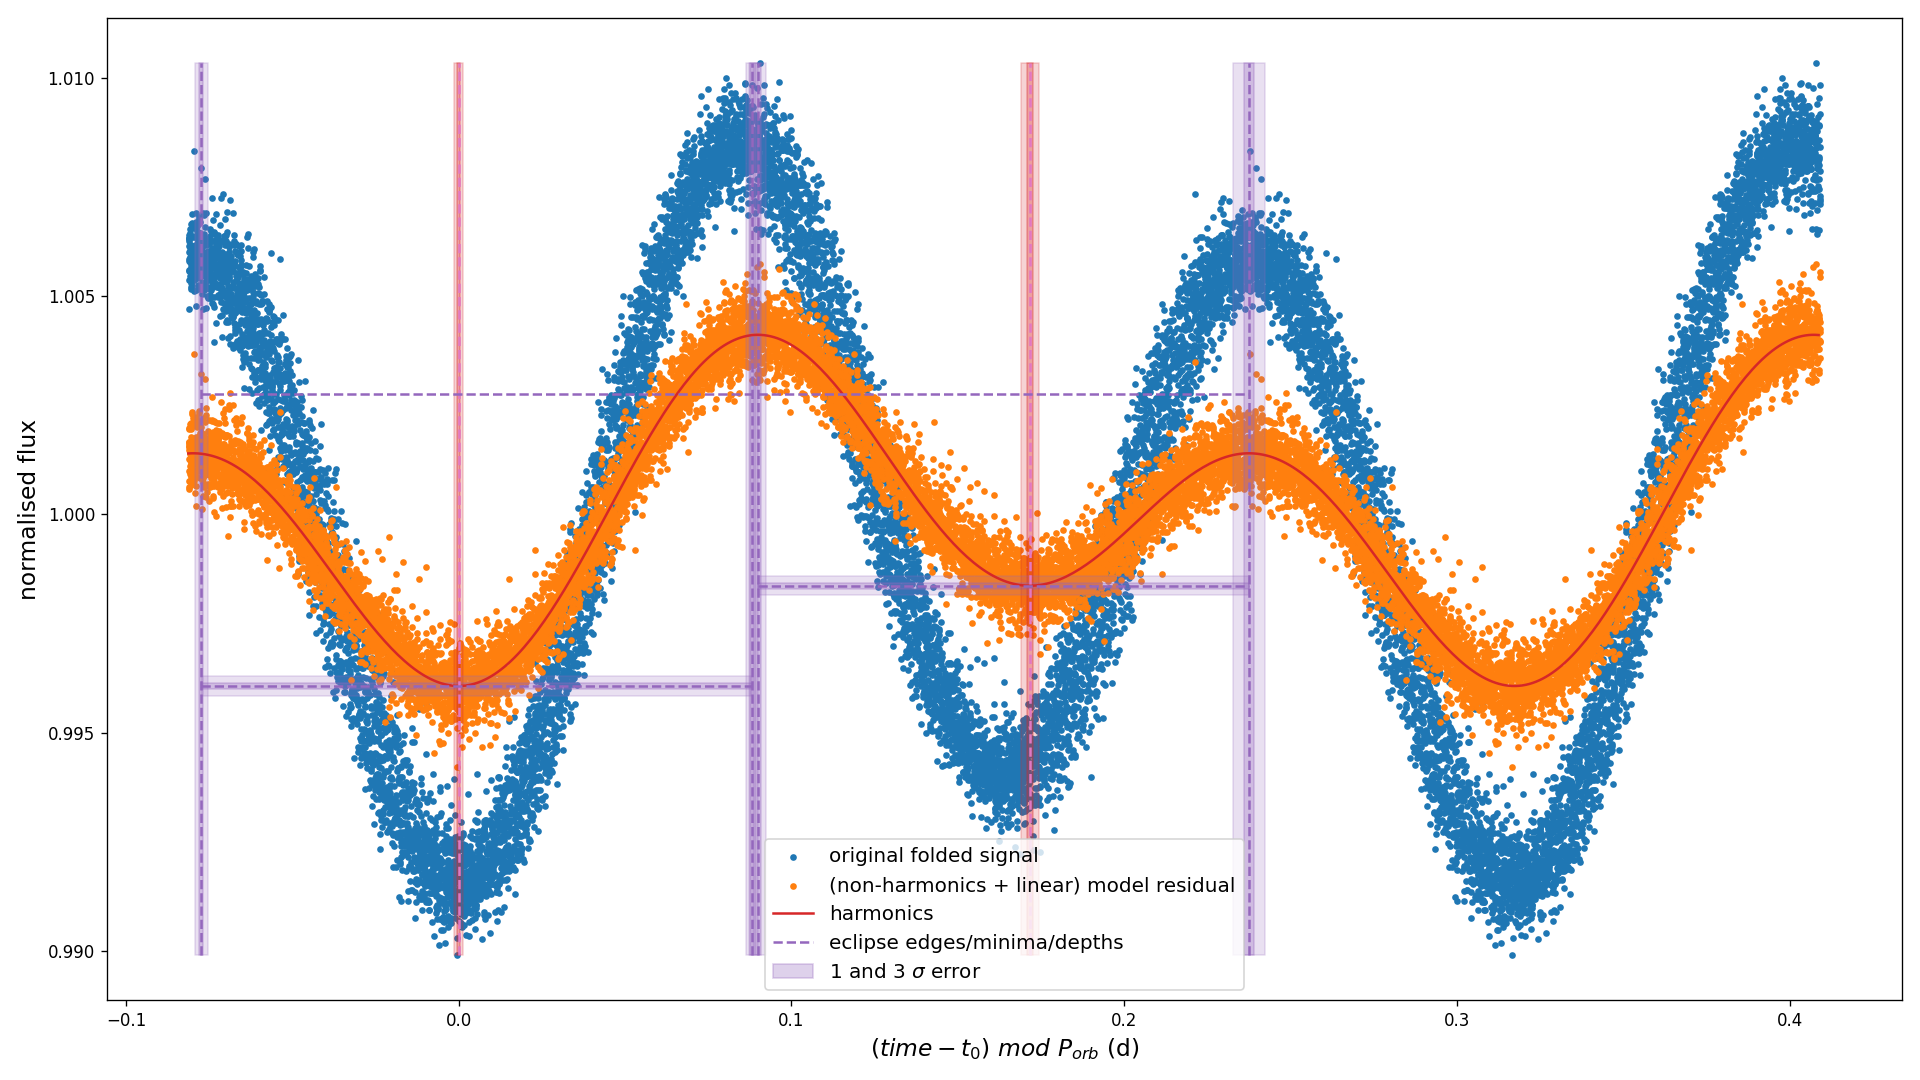 normalised flux
1.010
1.005
1.000
0.995
0.990
original folded signal
(non-harmonics + linear) model residual
harmonics
eclipse edges/minima/depths
1 and 3 σ error
−0.1 0.0 0.1 0.2 0.3 0.4
(time − t₀) mod Pₒᵣb (d)